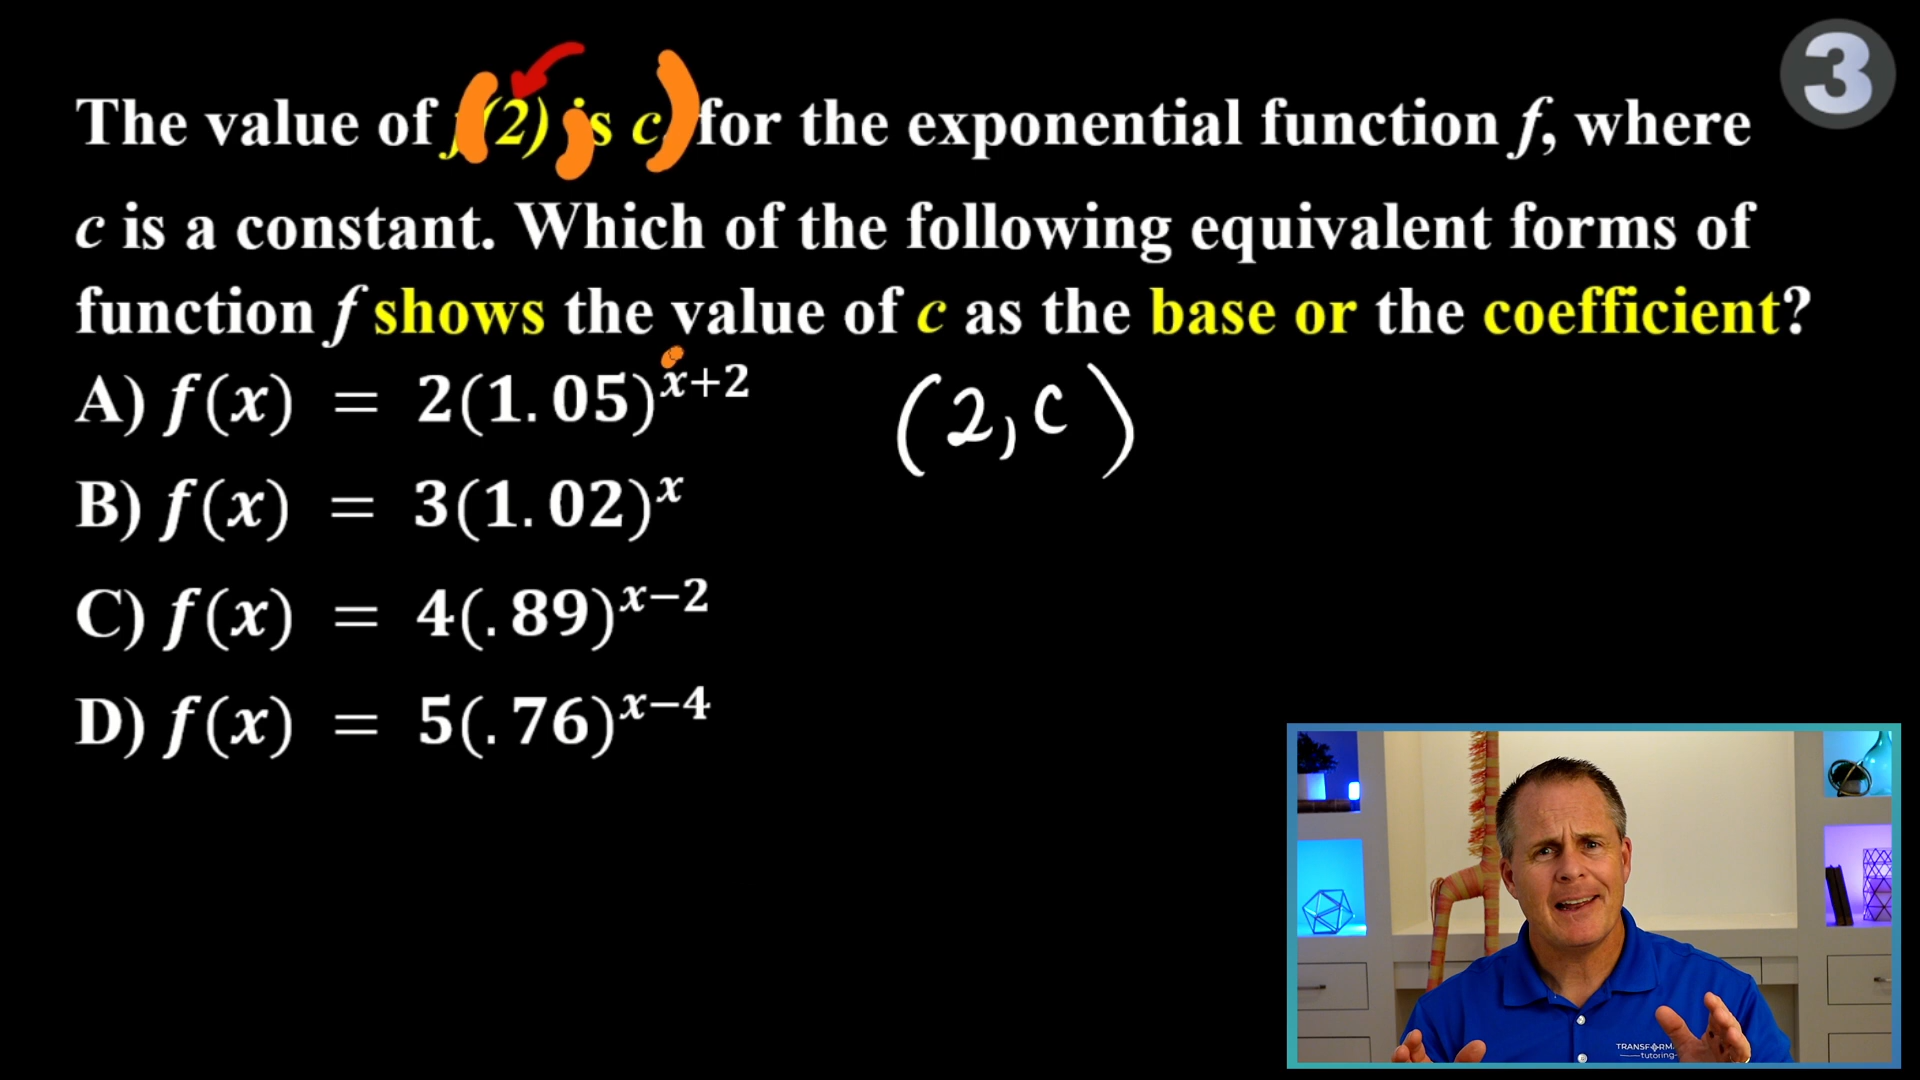 3
The value of f(2) is c, for the exponential function f, where
c is a constant. Which of the following equivalent forms of
function f shows the value of c as the base or the coefficient?
A) f(x) = 2(1.05)^{x+2}
(2, c)
B) f(x) = 3(1.02)^x
C) f(x) = 4(.89)^{x-2}
D) f(x) = 5(.76)^{x-4}
tutoring